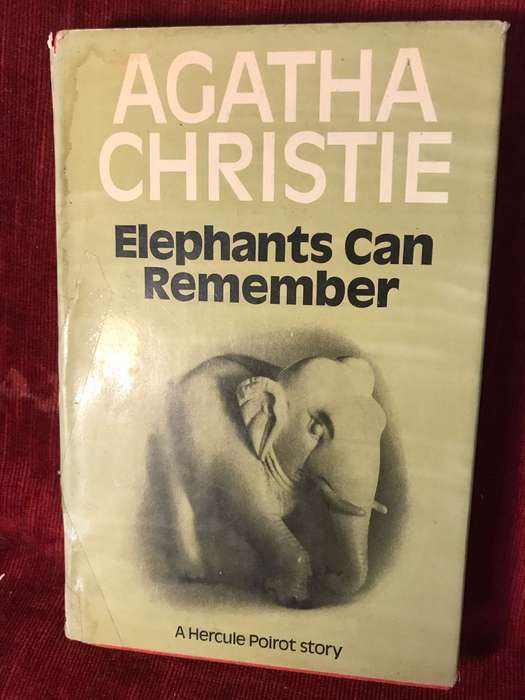 AGATHA
CHRISTIE
Elephants Can
Remember
A Hercule Poirot story